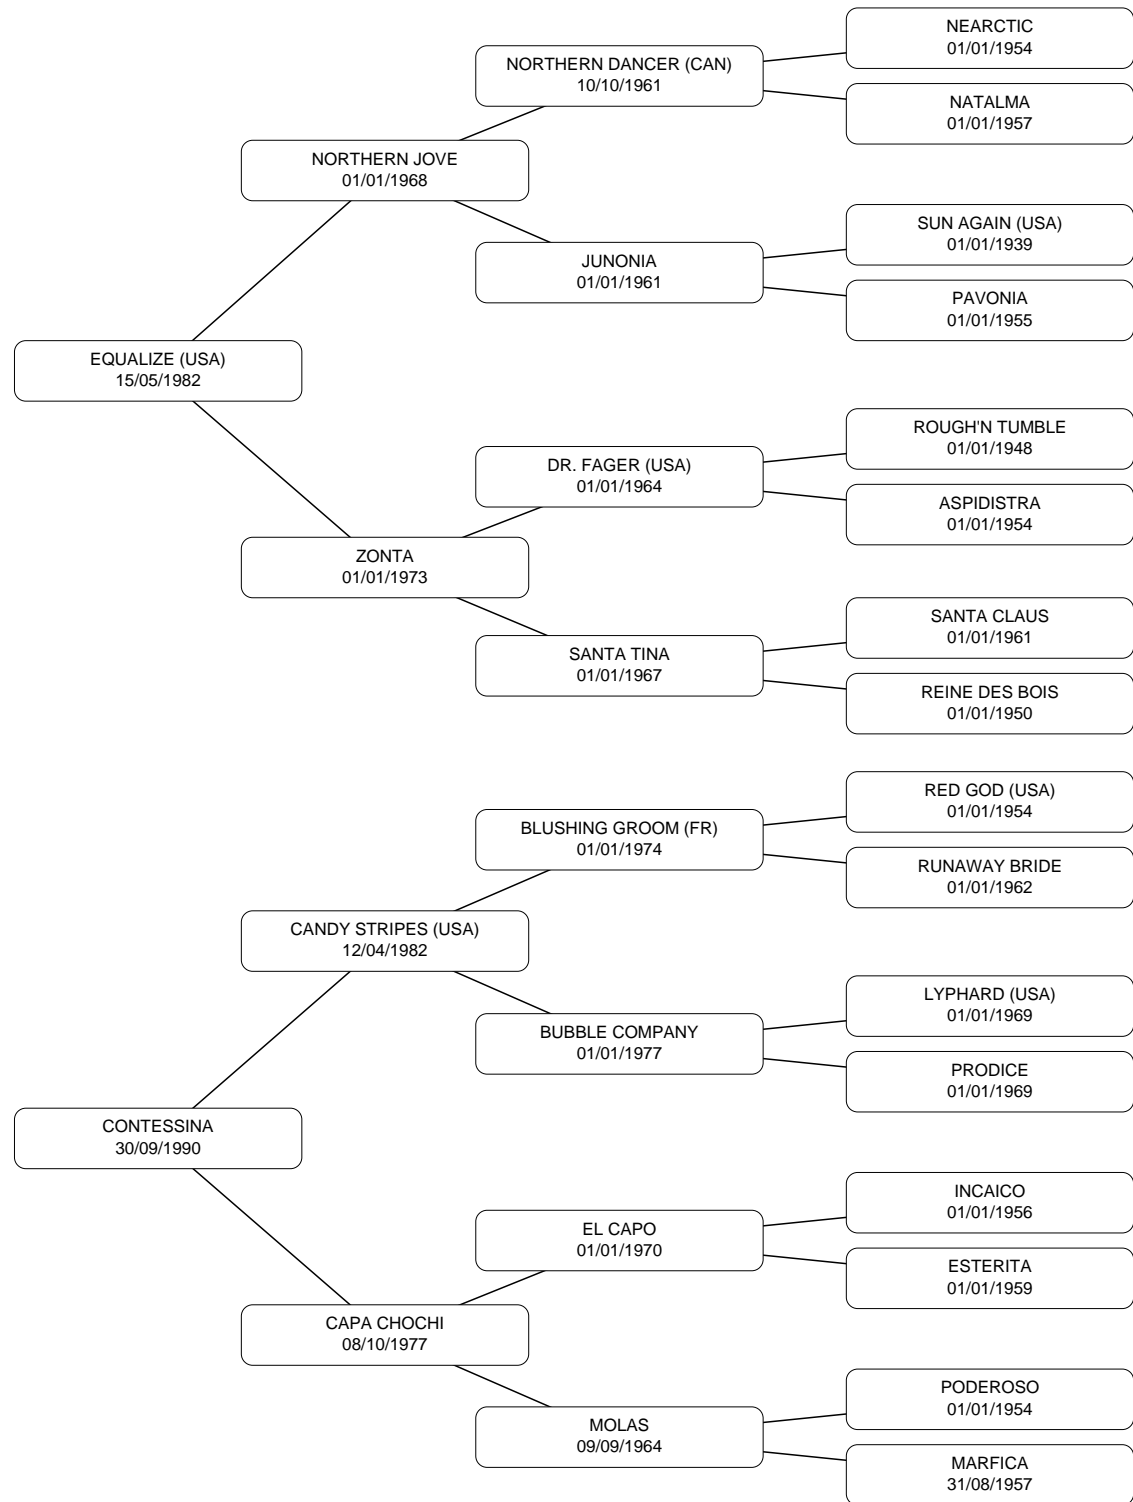 NEARCTIC
01/01/1954
NORTHERN DANCER (CAN)
10/10/1961
NATALMA
01/01/1957
NORTHERN JOVE
01/01/1968
SUN AGAIN (USA)
01/01/1939
JUNONIA
01/01/1961
PAVONIA
01/01/1955
EQUALIZE (USA)
15/05/1982
ROUGH'N TUMBLE
01/01/1948
DR. FAGER (USA)
01/01/1964
ASPIDISTRA
01/01/1954
ZONTA
01/01/1973
SANTA CLAUS
01/01/1961
SANTA TINA
01/01/1967
REINE DES BOIS
01/01/1950
RED GOD (USA)
01/01/1954
BLUSHING GROOM (FR)
01/01/1974
RUNAWAY BRIDE
01/01/1962
CANDY STRIPES (USA)
12/04/1982
LYPHARD (USA)
01/01/1969
BUBBLE COMPANY
01/01/1977
PRODICE
01/01/1969
CONTESSINA
30/09/1990
INCAICO
01/01/1956
EL CAPO
01/01/1970
ESTERITA
01/01/1959
CAPA CHOCHI
08/10/1977
PODEROSO
01/01/1954
MOLAS
09/09/1964
MARFICA
31/08/1957